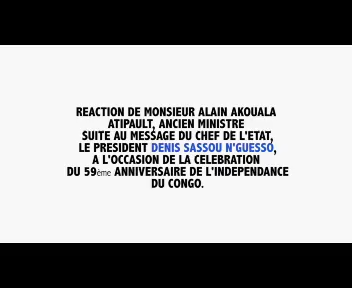 REACTION DE MONSIEUR ALAIN AKOUALA
ATIPAULT, ANCIEN MINISTRE
SUITE AU MESSAGE DU CHEF DE L'ETAT,
LE PRESIDENT DENIS SASSOU N'GUESSO,
A L'OCCASION DE LA CELEBRATION
DU 59ème ANNIVERSAIRE DE L'INDEPENDANCE
DU CONGO.